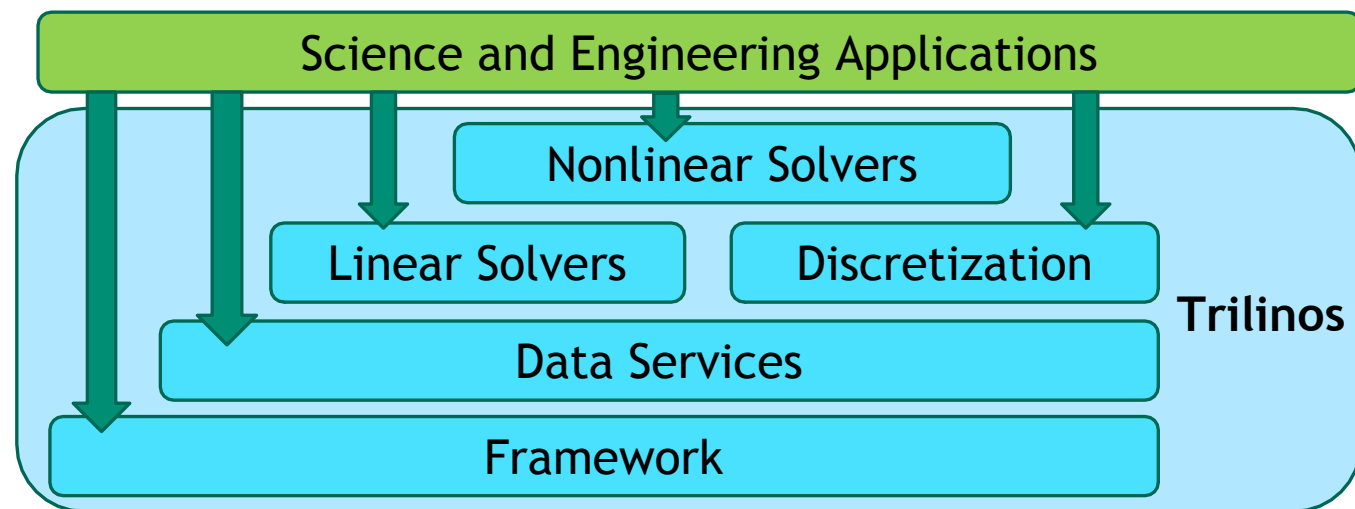 Science and Engineering Applications
Nonlinear Solvers
Linear Solvers
Discretization
Trilinos
Data Services
Framework